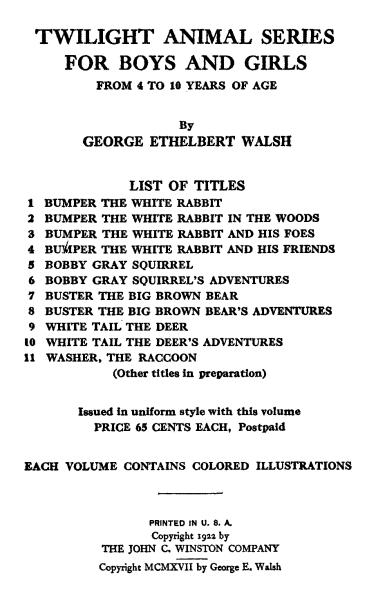 TWILIGHT ANIMAL SERIES
FOR BOYS AND GIRLS
FROM 4 TO 10 YEARS OF AGE
By
GEORGE ETHELBERT WALSH
LIST OF TITLES
1 BUMPER THE WHITE RABBIT
2 BUMPER THE WHITE RABBIT IN THE WOODS
3 BUMPER THE WHITE RABBIT AND HIS FOES
4 BUMPER THE WHITE RABBIT AND HIS FRIENDS
5 BOBBY GRAY SQUIRREL
6 BOBBY GRAY SQUIRREL'S ADVENTURES
7 BUSTER THE BIG BROWN BEAR
8 BUSTER THE BIG BROWN BEAR'S ADVENTURES
9 WHITE TAIL THE DEER
10 WHITE TAIL THE DEER'S ADVENTURES
11 WASHER, THE RACCOON
(Other titles in preparation)
Issued in uniform style with this volume
PRICE 65 CENTS EACH, Postpaid
EACH VOLUME CONTAINS COLORED ILLUSTRATIONS
PRINTED IN U. S. A.
Copyright 1922 by
THE JOHN C. WINSTON COMPANY
Copyright MCMXVII by George E. Walsh